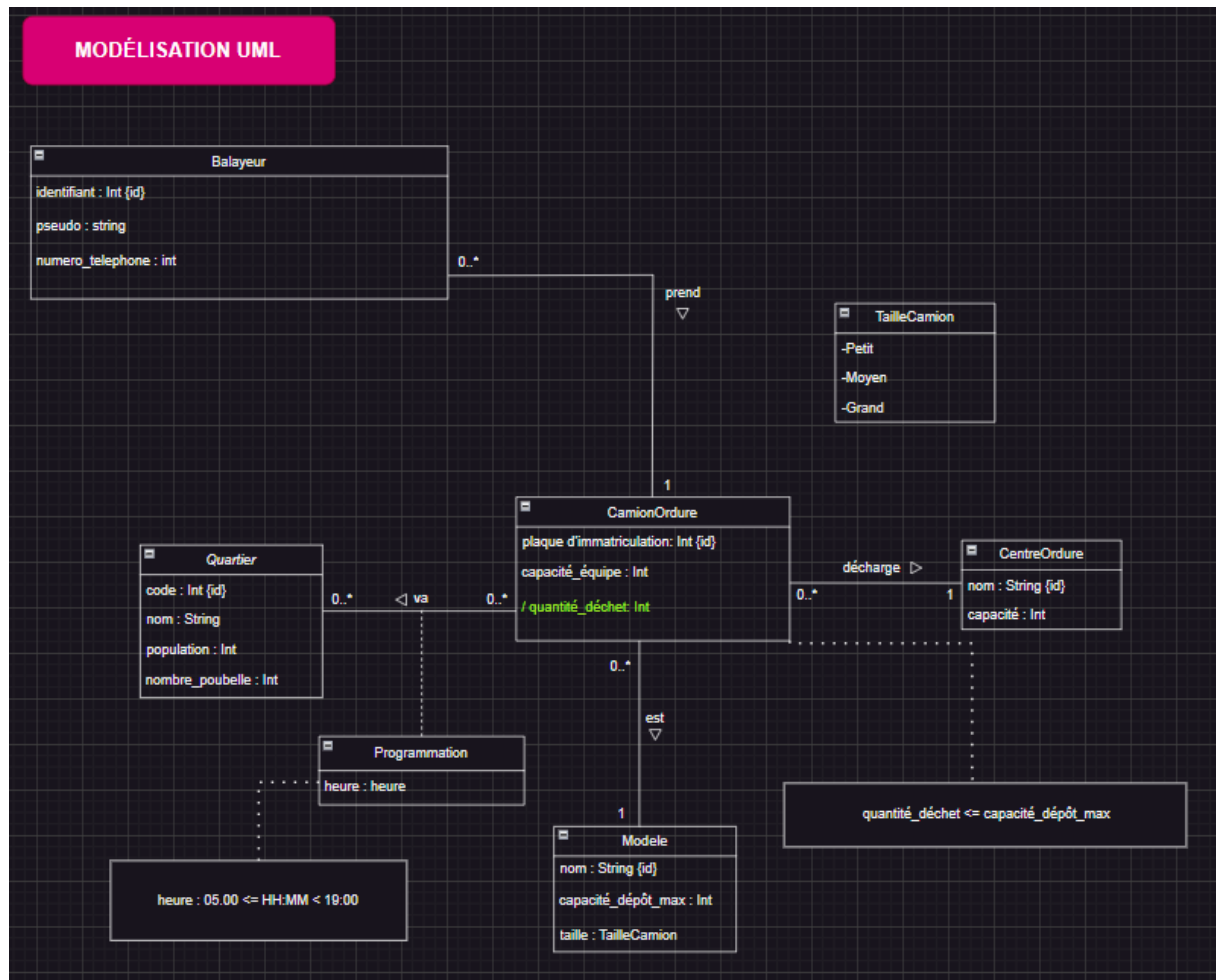 MODÉLISATION UML
Balayeur
identifiant : Int {id}
pseudo : string
numero_telephone : int
0..*
prend
TailleCamion
-Petit
-Moyen
-Grand
1
CamionOrdure
plaque d'immatriculation: Int {id}
capacité_équipe : Int
/ quantité_déchet: Int
Quartier
code : Int {id}
nom : String
population : Int
nombre_poubelle : Int
0..*
va
0..*
décharge
0..*
1
CentreOrdure
nom : String {id}
capacité : Int
0..*
est
1
Programmation
heure : heure
heure : 05.00 <= HH:MM < 19:00
Modele
nom : String {id}
capacité_dépôt_max : Int
taille : TailleCamion
quantité_déchet <= capacité_dépôt_max